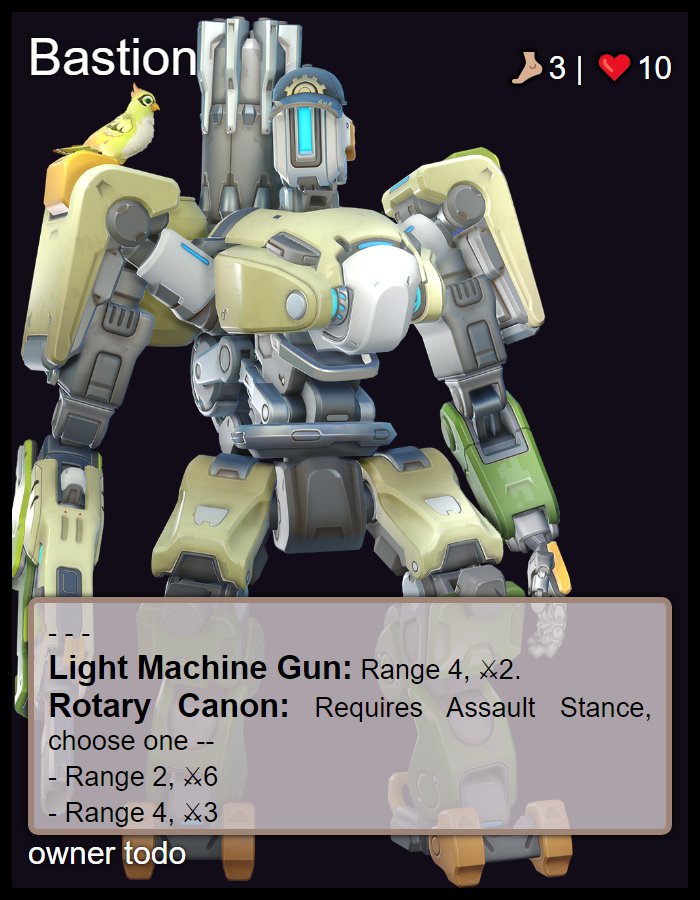 Bastion
🦶🏼3 | ❤️ 10
- - -
Light Machine Gun: Range 4, ⚔2.
Rotary Canon: Requires Assault Stance,
choose one --
- Range 2, ⚔6
- Range 4, ⚔3
owner todo